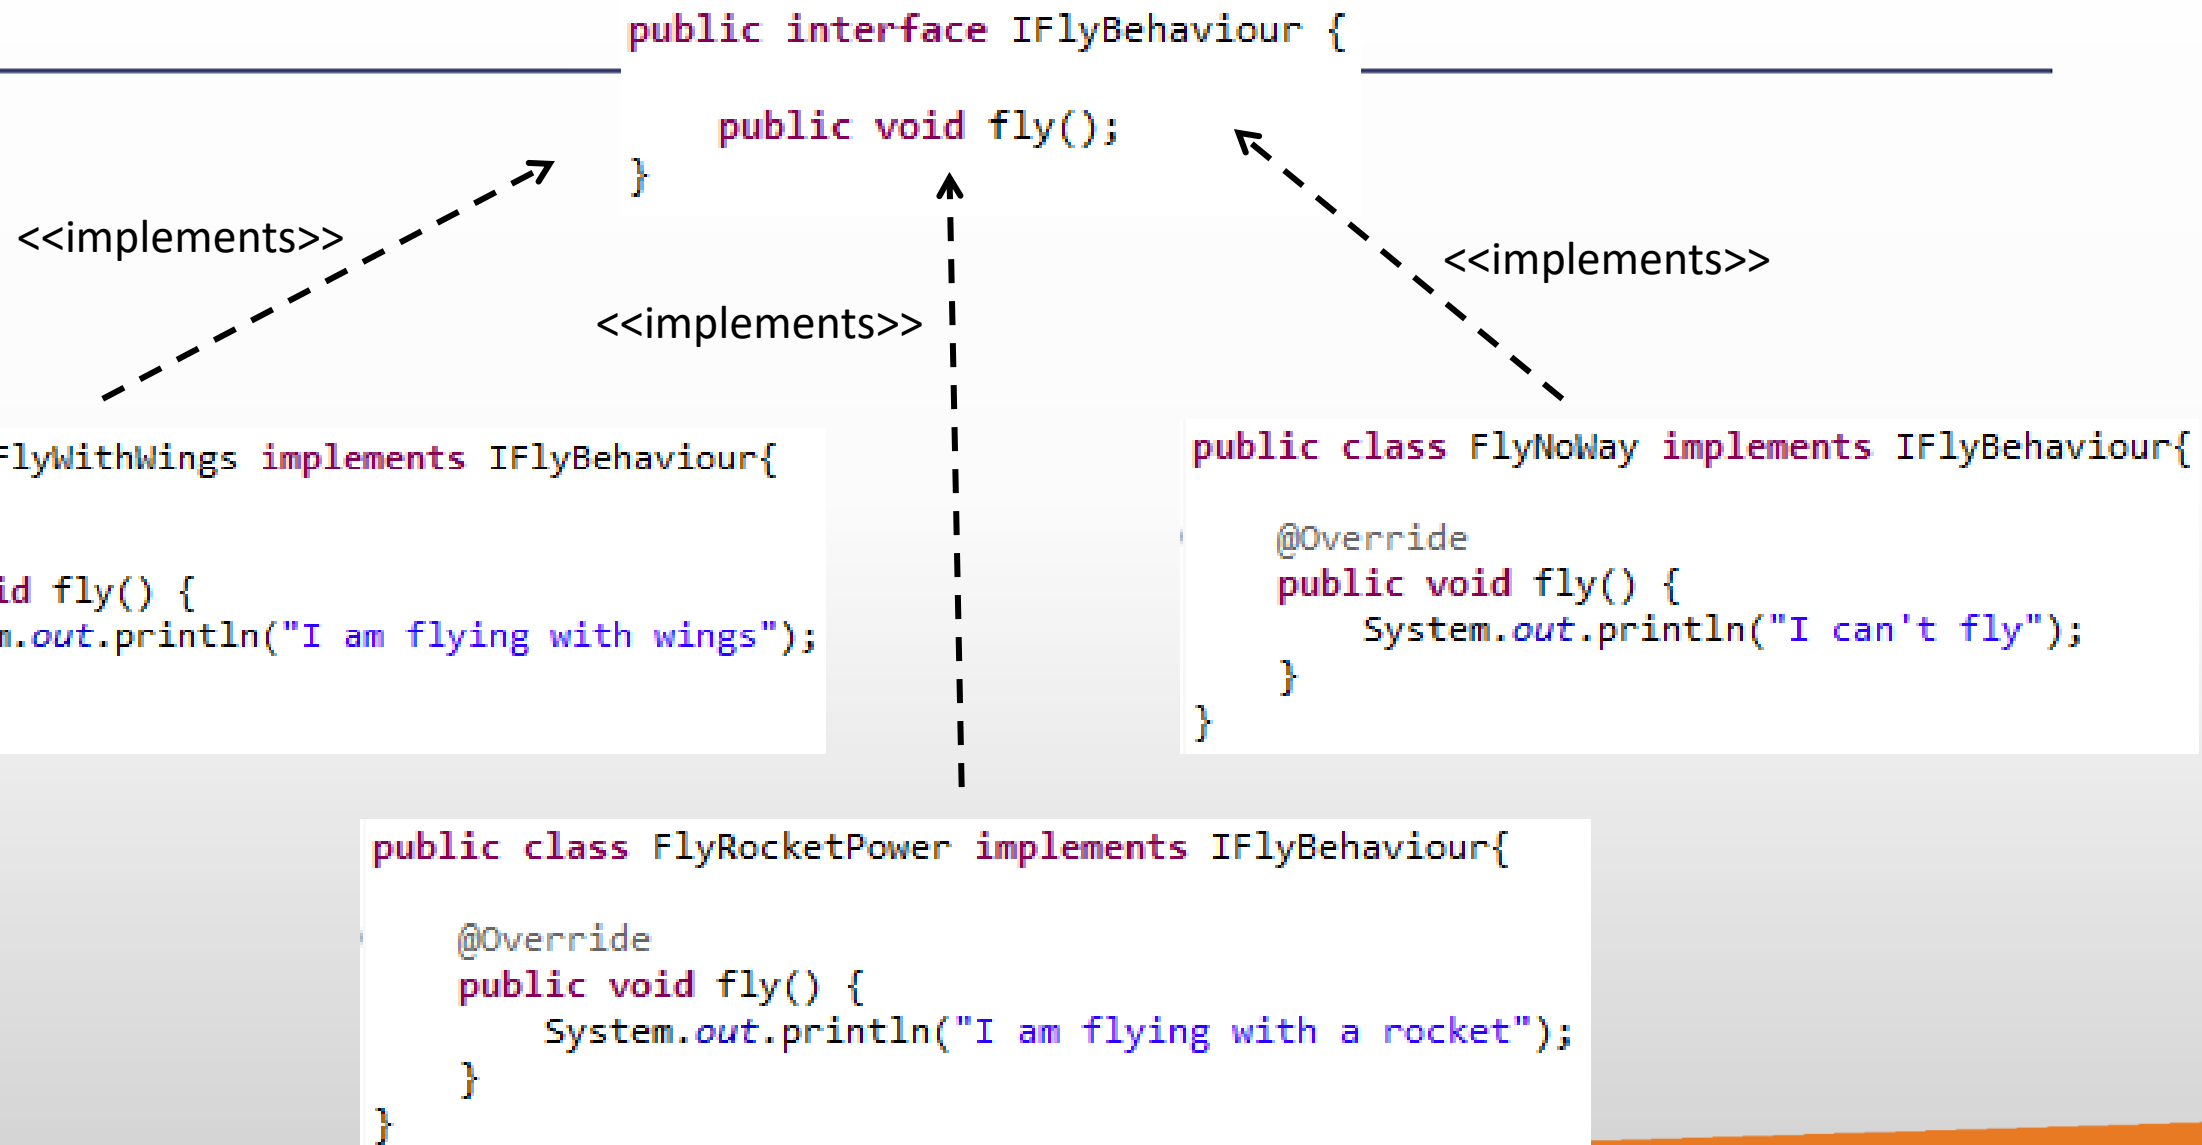 public interface IFlyBehaviour {
public void fly();
}
<<implements>>
<<implements>>
<<implements>>
FlyWithWings implements IFlyBehaviour{
id fly() {
m.out.println("I am flying with wings");
public class FlyNoWay implements IFlyBehaviour{
@Override
public void fly() {
System.out.println("I can't fly");
}
}
public class FlyRocketPower implements IFlyBehaviour{
@Override
public void fly() {
System.out.println("I am flying with a rocket");
}
}